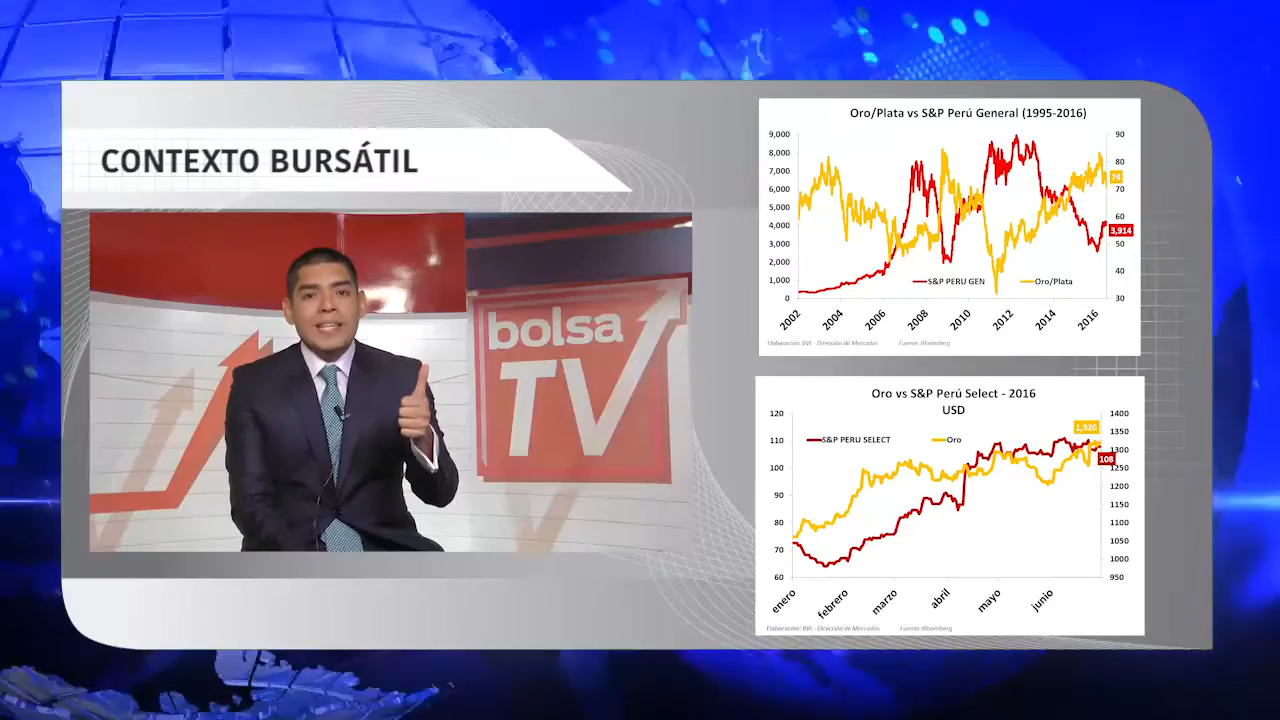 CONTEXTO BURSÁTIL
bolsa
TV
Oro/Plata vs S&P Perú General (1995-2016)
9,000
8,000
7,000
6,000
5,000
4,000
3,000
2,000
1,000
0
90
80
74
70
60
3,914
50
40
30
S&P PERU GEN
Oro/Plata
2002
2004
2006
2008
2010
2012
2014
2016
Elaboración: BVL - Dirección de Mercados
Fuente: Bloomberg
Oro vs S&P Perú Select - 2016
USD
120
110
100
90
80
70
60
S&P PERU SELECT
Oro
1,320
108
1400
1350
1300
1250
1200
1150
1100
1050
1000
950
enero
febrero
marzo
abril
mayo
junio
Elaboración: BVL - Dirección de Mercados
Fuente: Bloomberg